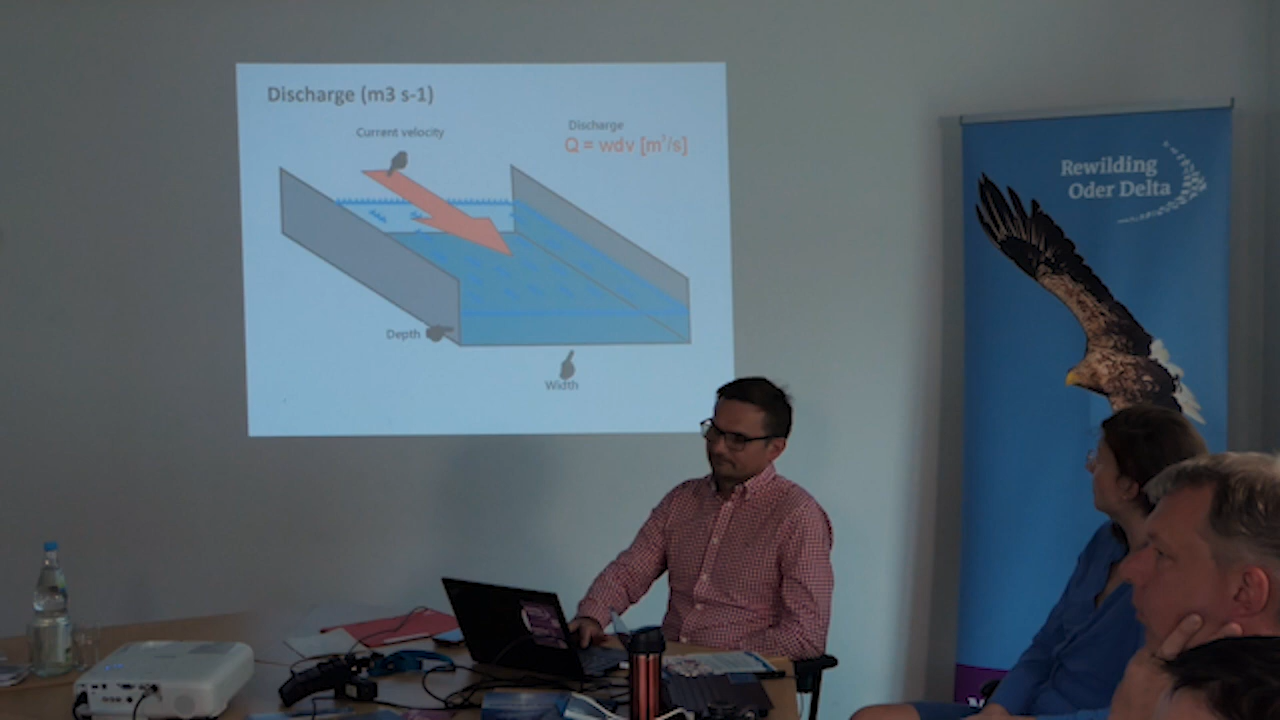 Discharge (m3 s-1)
Current velocity
Discharge
Q = wdv [m³/s]
Depth
Width
Rewilding
Oder Delta